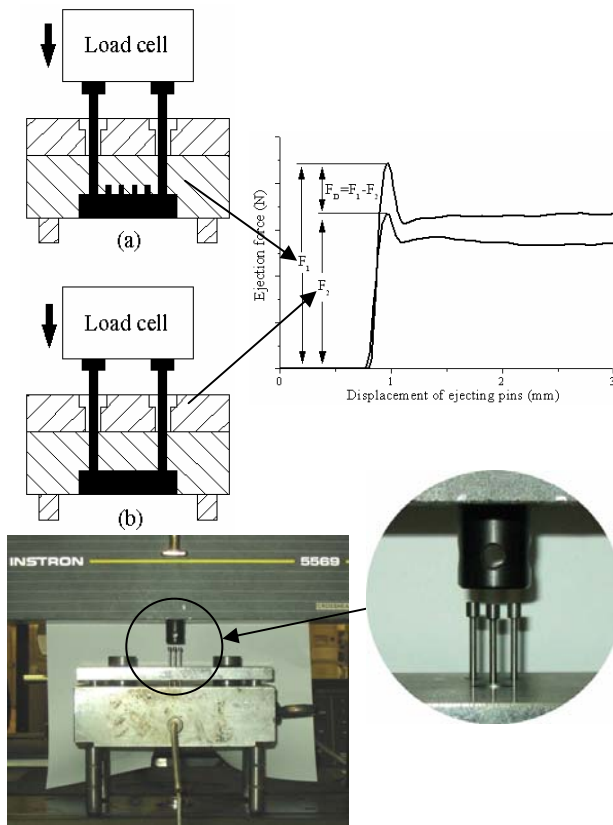 Load cell
(a)
Load cell
(b)
Ejection force (N)
F_D=F_1-F_2
F_1
F_2
0
1
2
3
Displacement of ejecting pins (mm)
INSTRON
5569